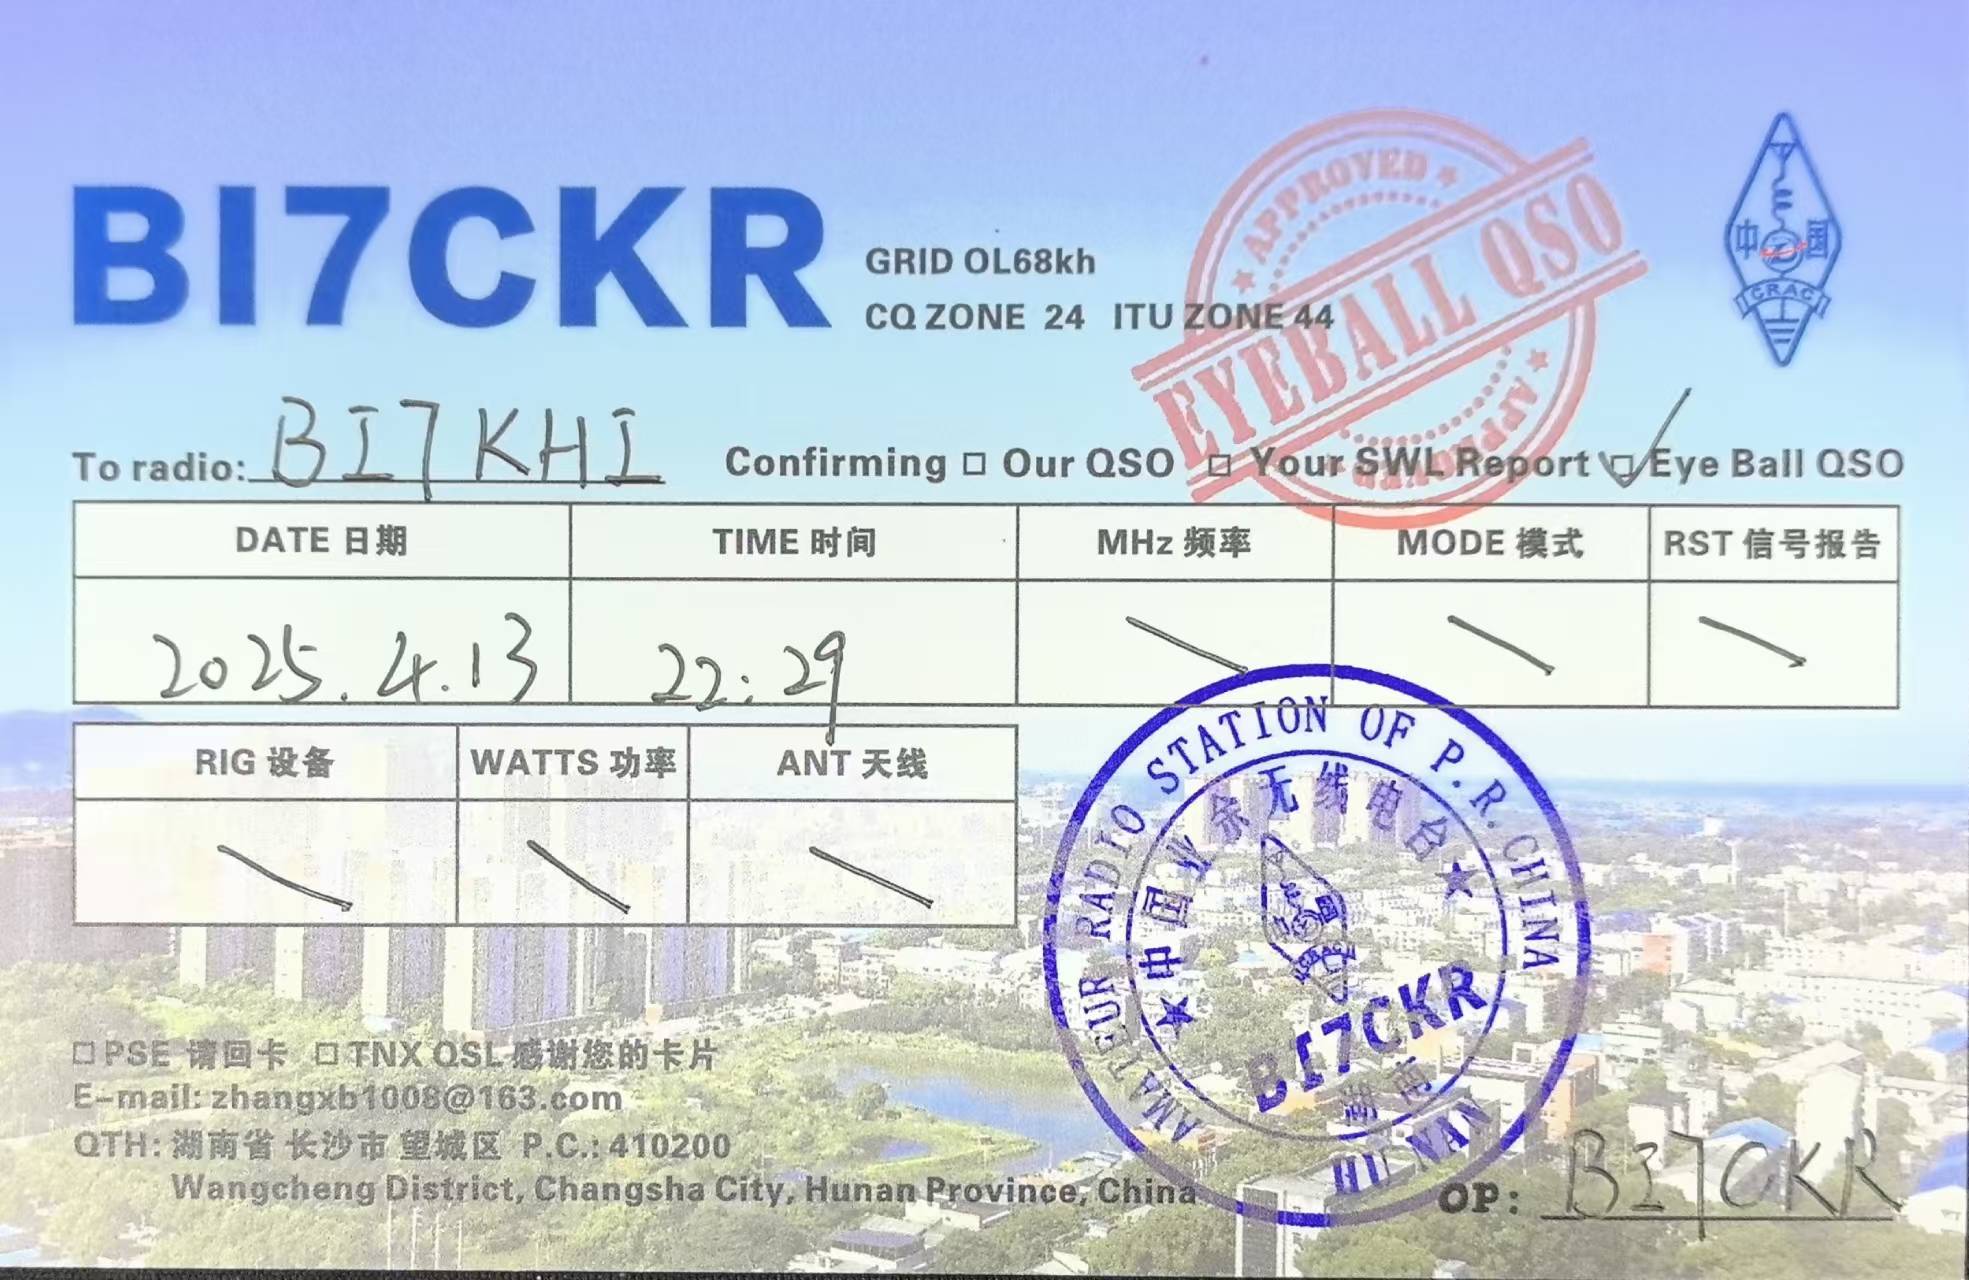 BI7CKR
GRID OL68kh
CQ ZONE 24 ITU ZONE 44
APPROVED
EYEBALL QSO
APPROVED
中国
CRAC
To radio: BI7KHI Confirming □ Our QSO □ Your SWL Report ☑ Eye Ball QSO
DATE 日期 TIME 时间 MHz 频率 MODE 模式 RST 信号报告
2025.4.13 22:29 \ \ \
RIG 设备 WATTS 功率 ANT 天线
\ \ \
AMATEUR RADIO STATION OF P.R.CHINA
★中国业余无线电台★
BI7CKR
湖南
HUNAN
□ PSE 请回卡 □ TNX QSL 感谢您的卡片
E-mail: zhangxb1008@163.com
QTH: 湖南省 长沙市 望城区 P.C.: 410200
Wangcheng District, Changsha City, Hunan Province, China
OP: BI7CKR